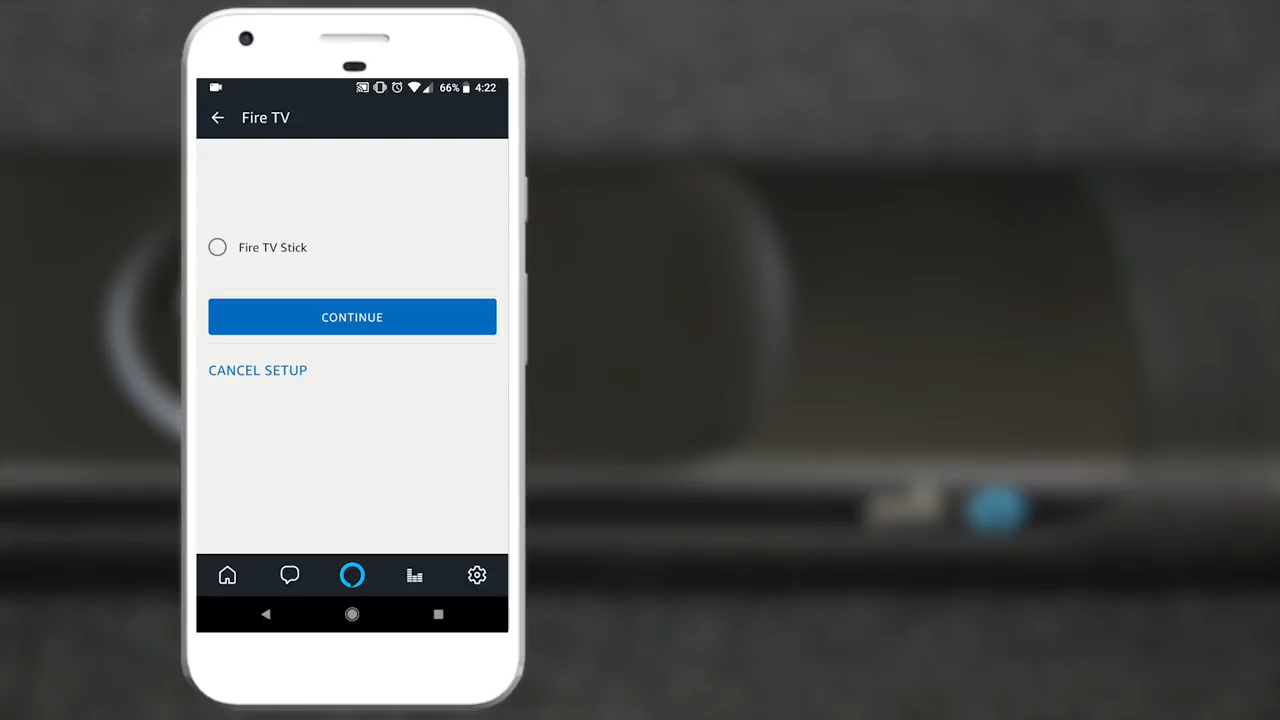 66% 4:22
Fire TV
Fire TV Stick
CONTINUE
CANCEL SETUP